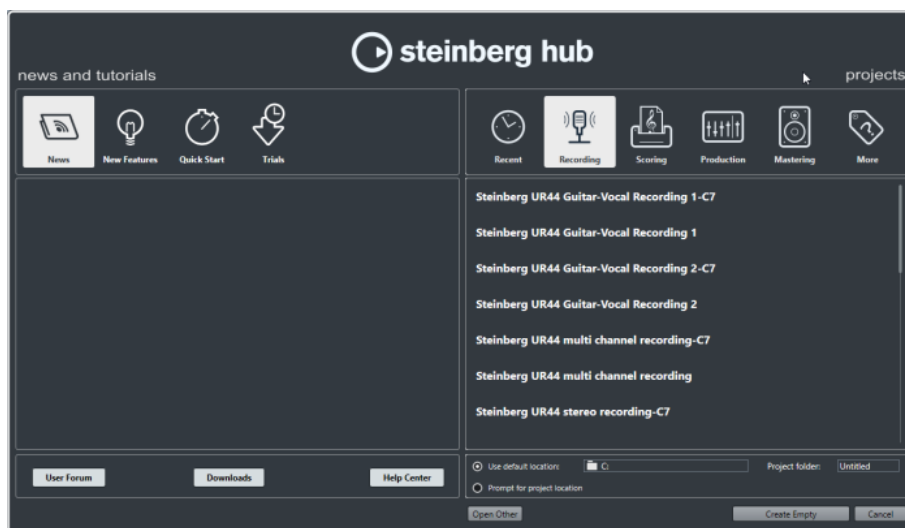 steinberg hub
news and tutorials
projects
News
New Features
Quick Start
Trials
Recent
Recording
Scoring
Production
Mastering
More
Steinberg UR44 Guitar-Vocal Recording 1-C7
Steinberg UR44 Guitar-Vocal Recording 1
Steinberg UR44 Guitar-Vocal Recording 2-C7
Steinberg UR44 Guitar-Vocal Recording 2
Steinberg UR44 multi channel recording-C7
Steinberg UR44 multi channel recording
Steinberg UR44 stereo recording-C7
User Forum
Downloads
Help Center
Use default location:
C:
Project folder:
Untitled
Prompt for project location
Open Other
Create Empty
Cancel